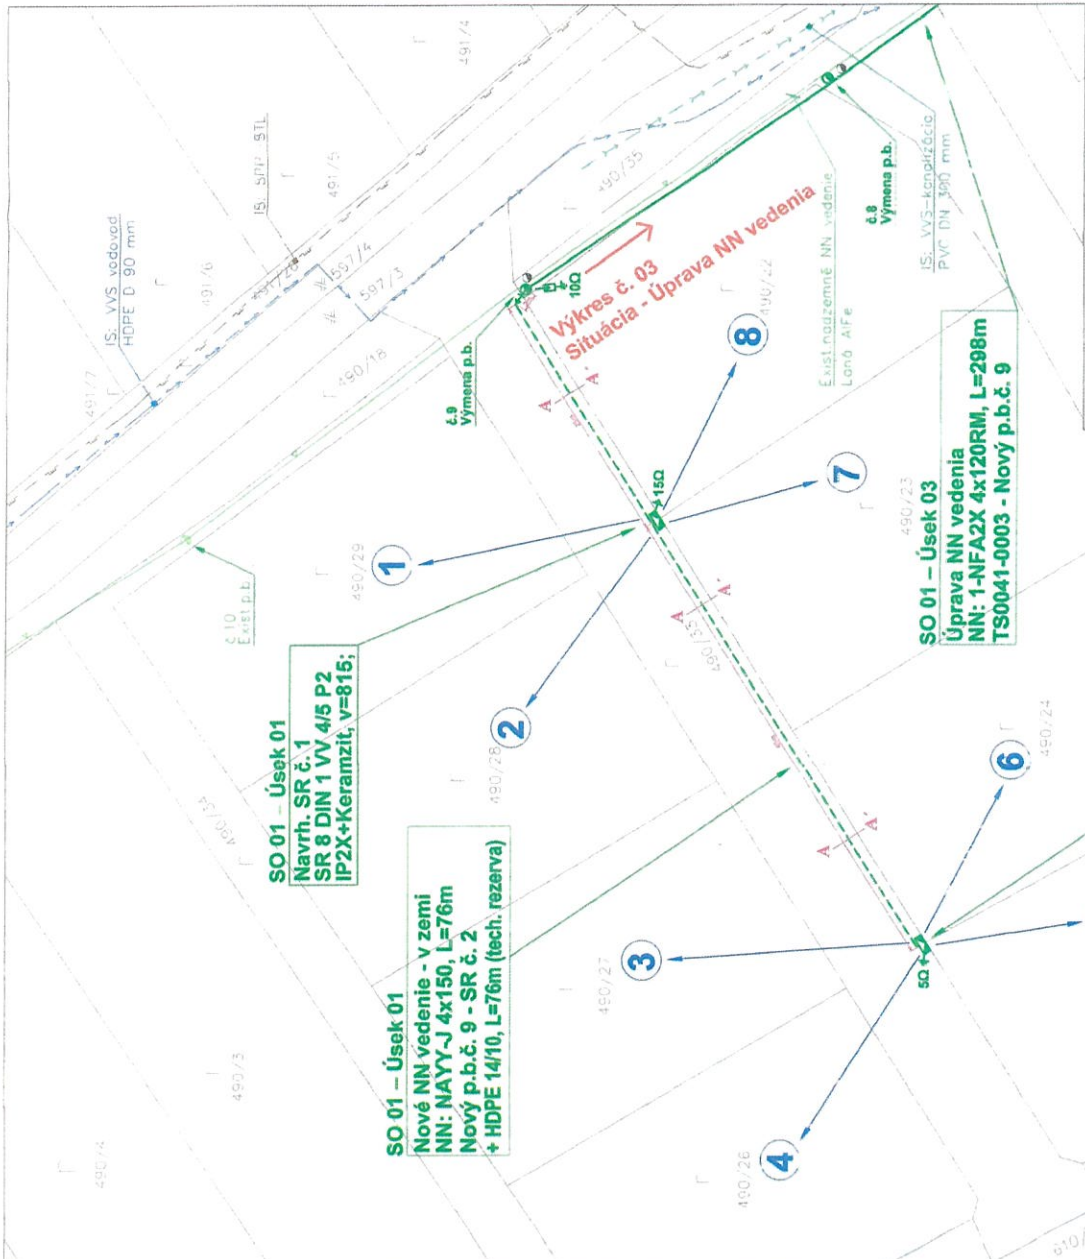 491/4
IS: SPP STL
491/5
IS: VVS vodovod
HDPE D 90 mm
491/6
491/7
597/4
597/3
490/35
490/18
č.9
Výmena p.b.
10Ω
Výkres č. 03
Situácia - Úprava NN vedenia
č.8
Výmena p.b.
IS: VVS-kanalizácia
PVC DN 300 mm
Exist.nadzemné NN vedenie
Laná AlFe
490/22
8
7
490/23
A
A'
15Ω
1
490/29
č.10
Exist.p.b.
2
490/28
A
A'
490/35
SO 01 – Úsek 01
Navrh. SR č. 1
SR 8 DIN 1 VV 4/5 P2
IP2X+Keramzit, v=815;
SO 01 – Úsek 03
Úprava NN vedenia
NN: 1-NFA2X 4x120RM, L=298m
TS0041-0003 - Nový p.b.č. 9
490/34
490/3
490/4
SO 01 – Úsek 01
Nové NN vedenie - v zemi
NN: NAYY-J 4x150, L=76m
Nový p.b.č. 9 - SR č. 2
+ HDPE 14/10, L=76m (tech. rezerva)
A
A'
6
490/24
3
490/27
5Ω
4
490/26
610/